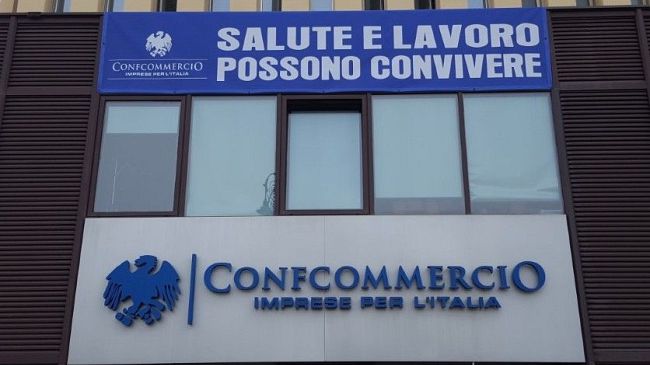 CONFCOMMERCIO
IMPRESE PER L'ITALIA
SALUTE E LAVORO
POSSONO CONVIVERE
CONFCOMMERCIO
IMPRESE PER L'ITALIA